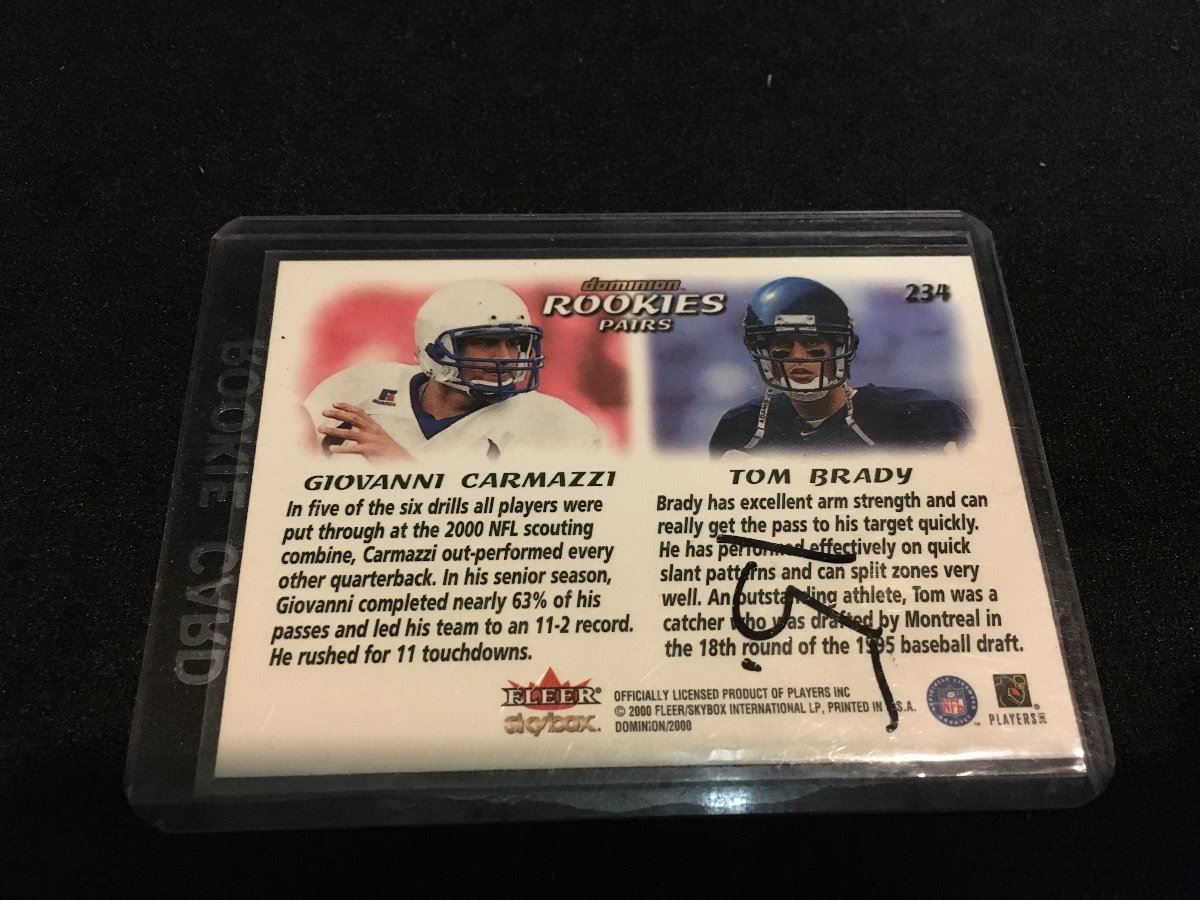 dominion
ROOKIES
PAIRS
234
GIOVANNI CARMAZZI
In five of the six drills all players were
put through at the 2000 NFL scouting
combine, Carmazzi out-performed every
other quarterback. In his senior season,
Giovanni completed nearly 63% of his
passes and led his team to an 11-2 record.
He rushed for 11 touchdowns.
TOM BRADY
Brady has excellent arm strength and can
really get the pass to his target quickly.
He has performed effectively on quick
slant patterns and can split zones very
well. An outstanding athlete, Tom was a
catcher who was drafted by Montreal in
the 18th round of the 1995 baseball draft.
FLEER
skybox.
OFFICIALLY LICENSED PRODUCT OF PLAYERS INC
© 2000 FLEER/SKYBOX INTERNATIONAL LP, PRINTED IN U.S.A.
DOMINION/2000
NFL
PLAYERS INC
ROOKIE CARD
RUSSELL